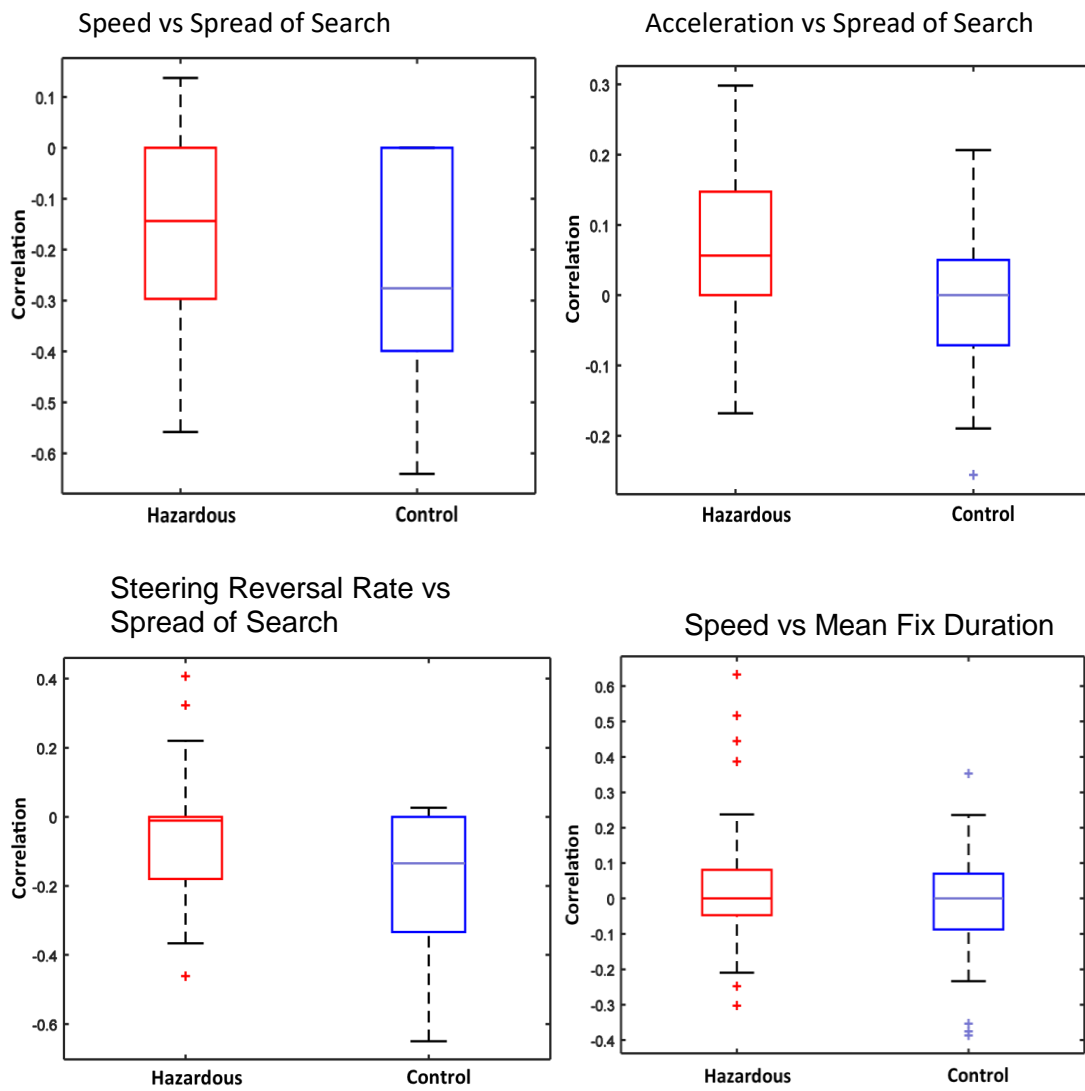 Speed vs Spread of Search
Correlation
0.1
0
-0.1
-0.2
-0.3
-0.4
-0.5
-0.6
Hazardous Control
Acceleration vs Spread of Search
Correlation
0.3
0.2
0.1
0
-0.1
-0.2
Hazardous Control
Steering Reversal Rate vs
Spread of Search
Correlation
0.4
0.2
0
-0.2
-0.4
-0.6
Hazardous Control
Speed vs Mean Fix Duration
Correlation
0.6
0.5
0.4
0.3
0.2
0.1
0
-0.1
-0.2
-0.3
-0.4
Hazardous Control